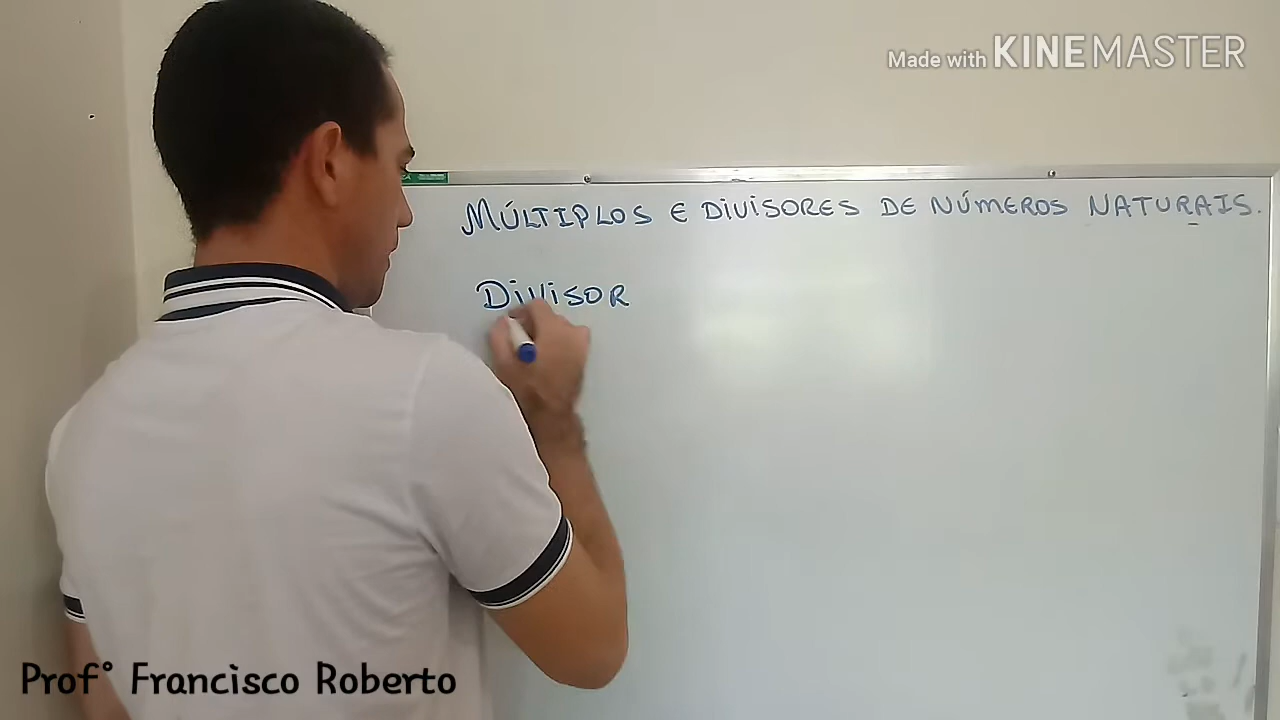 Made with KINEMASTER
MÚLTIPLOS E DIVISORES DE NÚMEROS NATURAIS.
DIVISOR
Prof° Francisco Roberto